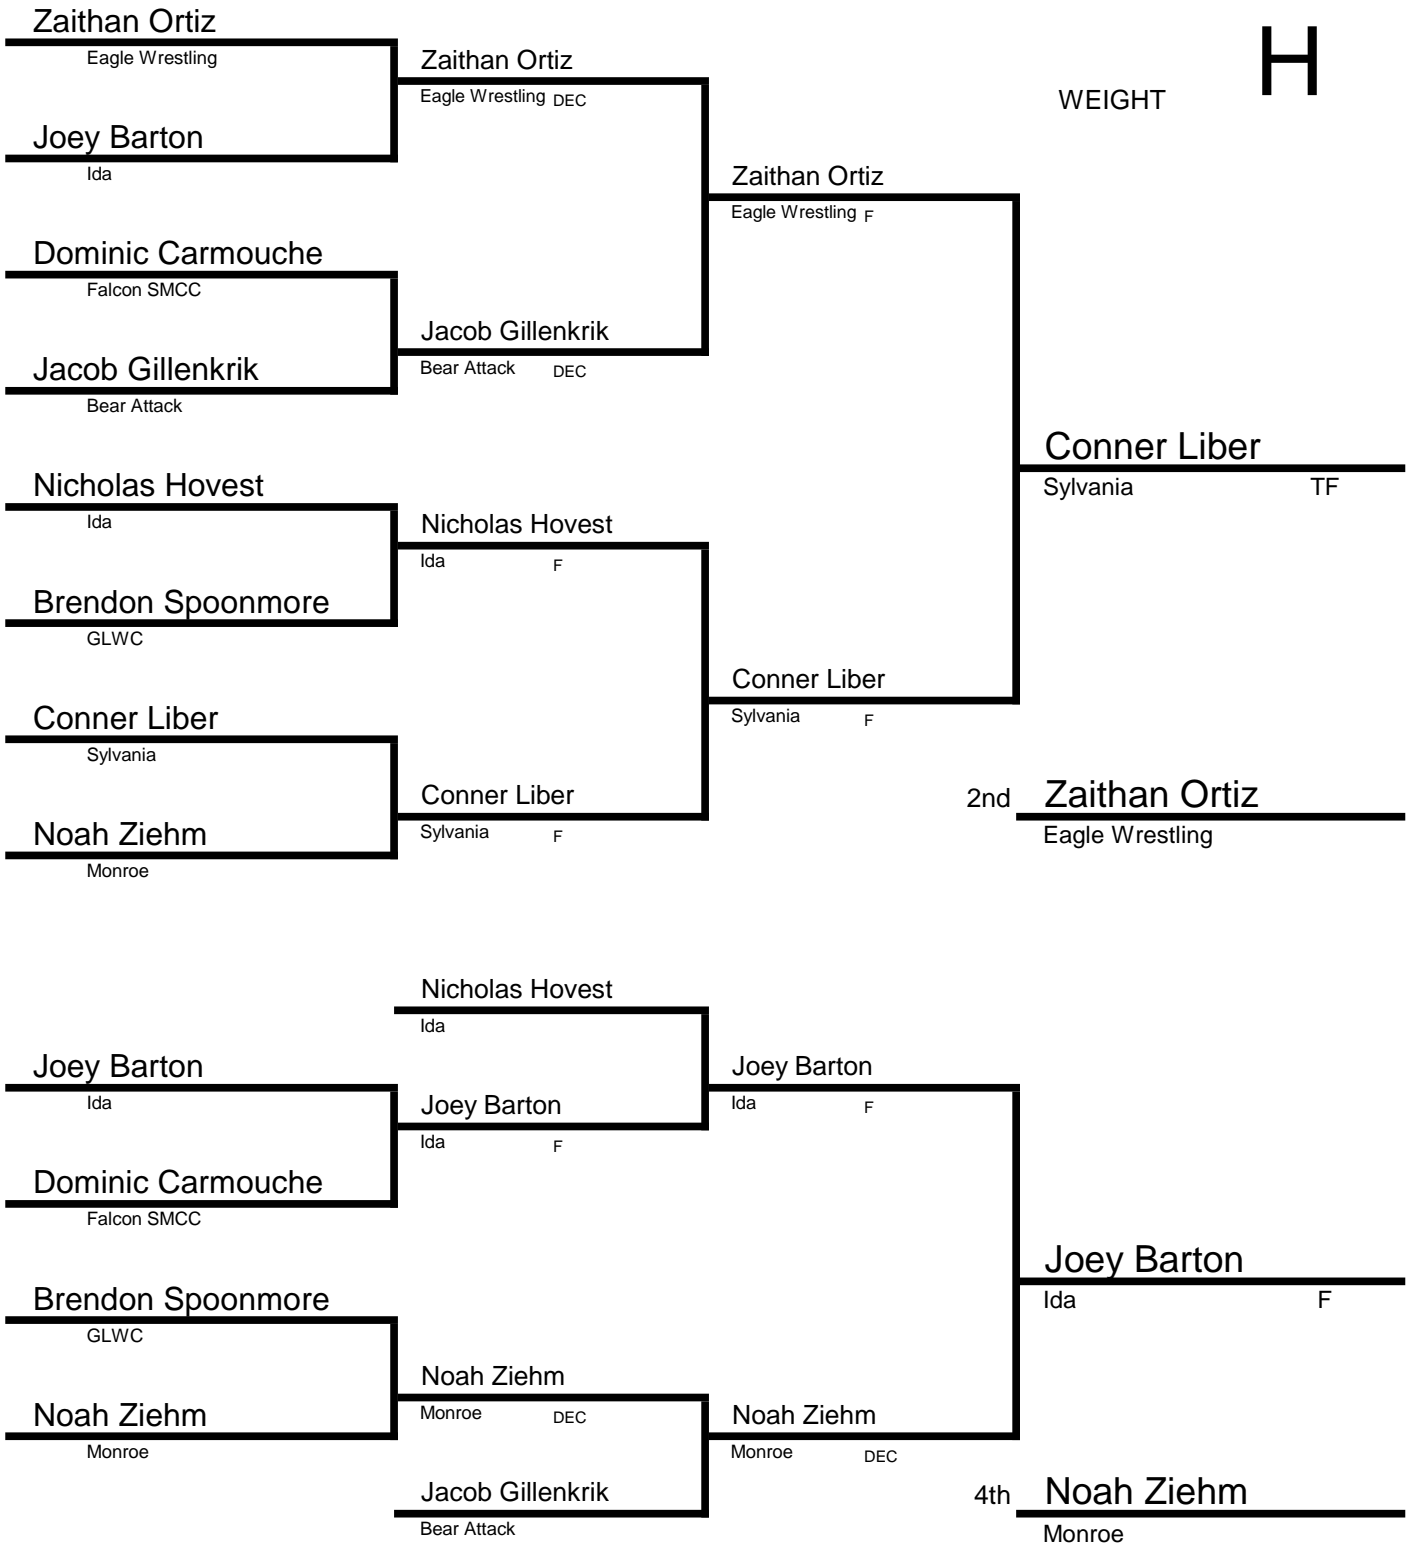 Zaithan Ortiz
Eagle Wrestling
Zaithan Ortiz
Eagle Wrestling DEC
H
WEIGHT
Joey Barton
Ida
Zaithan Ortiz
Eagle Wrestling F
Dominic Carmouche
Falcon SMCC
Jacob Gillenkrik
Bear Attack DEC
Jacob Gillenkrik
Bear Attack
Conner Liber
Sylvania TF
Nicholas Hovest
Ida
Nicholas Hovest
Ida F
Brendon Spoonmore
GLWC
Conner Liber
Sylvania F
Conner Liber
Sylvania
Conner Liber
Sylvania F
2nd Zaithan Ortiz
Eagle Wrestling
Noah Ziehm
Monroe
Nicholas Hovest
Ida
Joey Barton
Ida
Joey Barton
Ida F
Joey Barton
Ida F
Dominic Carmouche
Falcon SMCC
Joey Barton
Ida F
Brendon Spoonmore
GLWC
Noah Ziehm
Monroe DEC
Noah Ziehm
Monroe
Noah Ziehm
Monroe DEC
Jacob Gillenkrik
Bear Attack
4th Noah Ziehm
Monroe